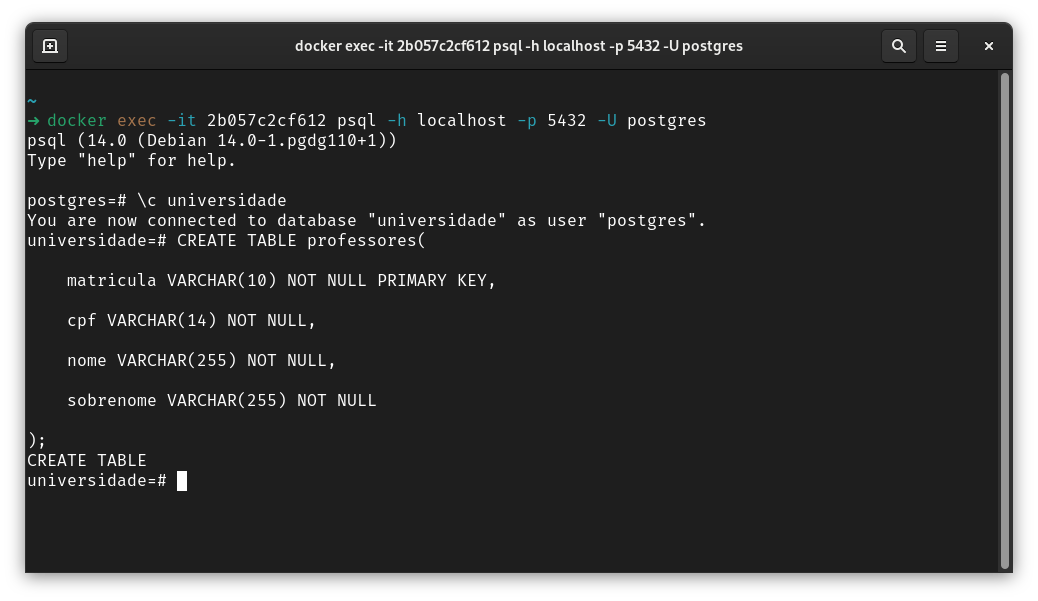 docker exec -it 2b057c2cf612 psql -h localhost -p 5432 -U postgres
~
→ docker exec -it 2b057c2cf612 psql -h localhost -p 5432 -U postgres
psql (14.0 (Debian 14.0-1.pgdg110+1))
Type "help" for help.
postgres=# \c universidade
You are now connected to database "universidade" as user "postgres".
universidade=# CREATE TABLE professores(
    matricula VARCHAR(10) NOT NULL PRIMARY KEY,
    cpf VARCHAR(14) NOT NULL,
    nome VARCHAR(255) NOT NULL,
    sobrenome VARCHAR(255) NOT NULL
);
CREATE TABLE
universidade=#